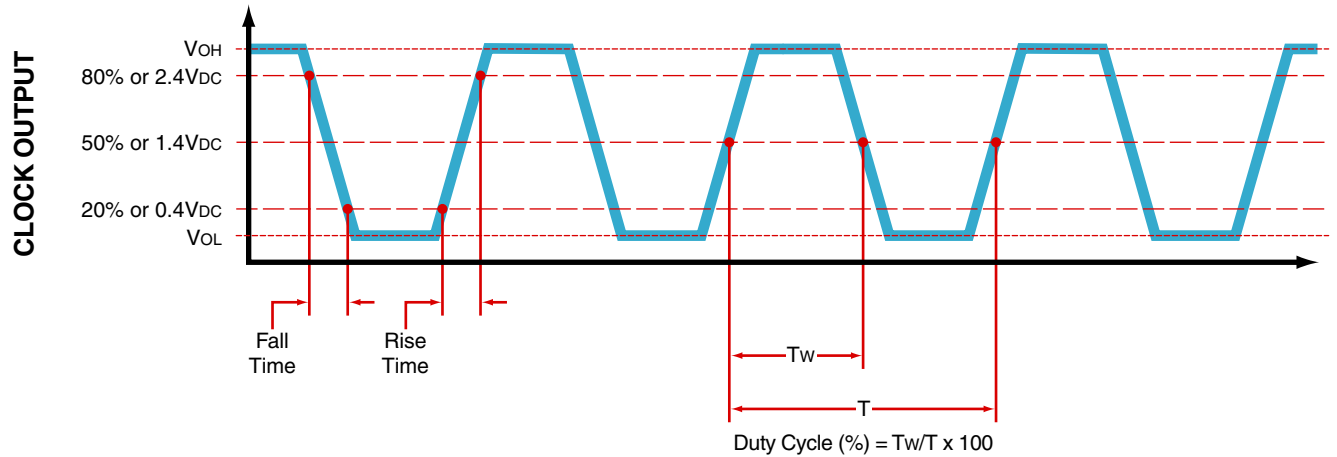 CLOCK OUTPUT
VOH
80% or 2.4VDC
50% or 1.4VDC
20% or 0.4VDC
VOL
Fall
Time
Rise
Time
TW
T
Duty Cycle (%) = TW/T x 100